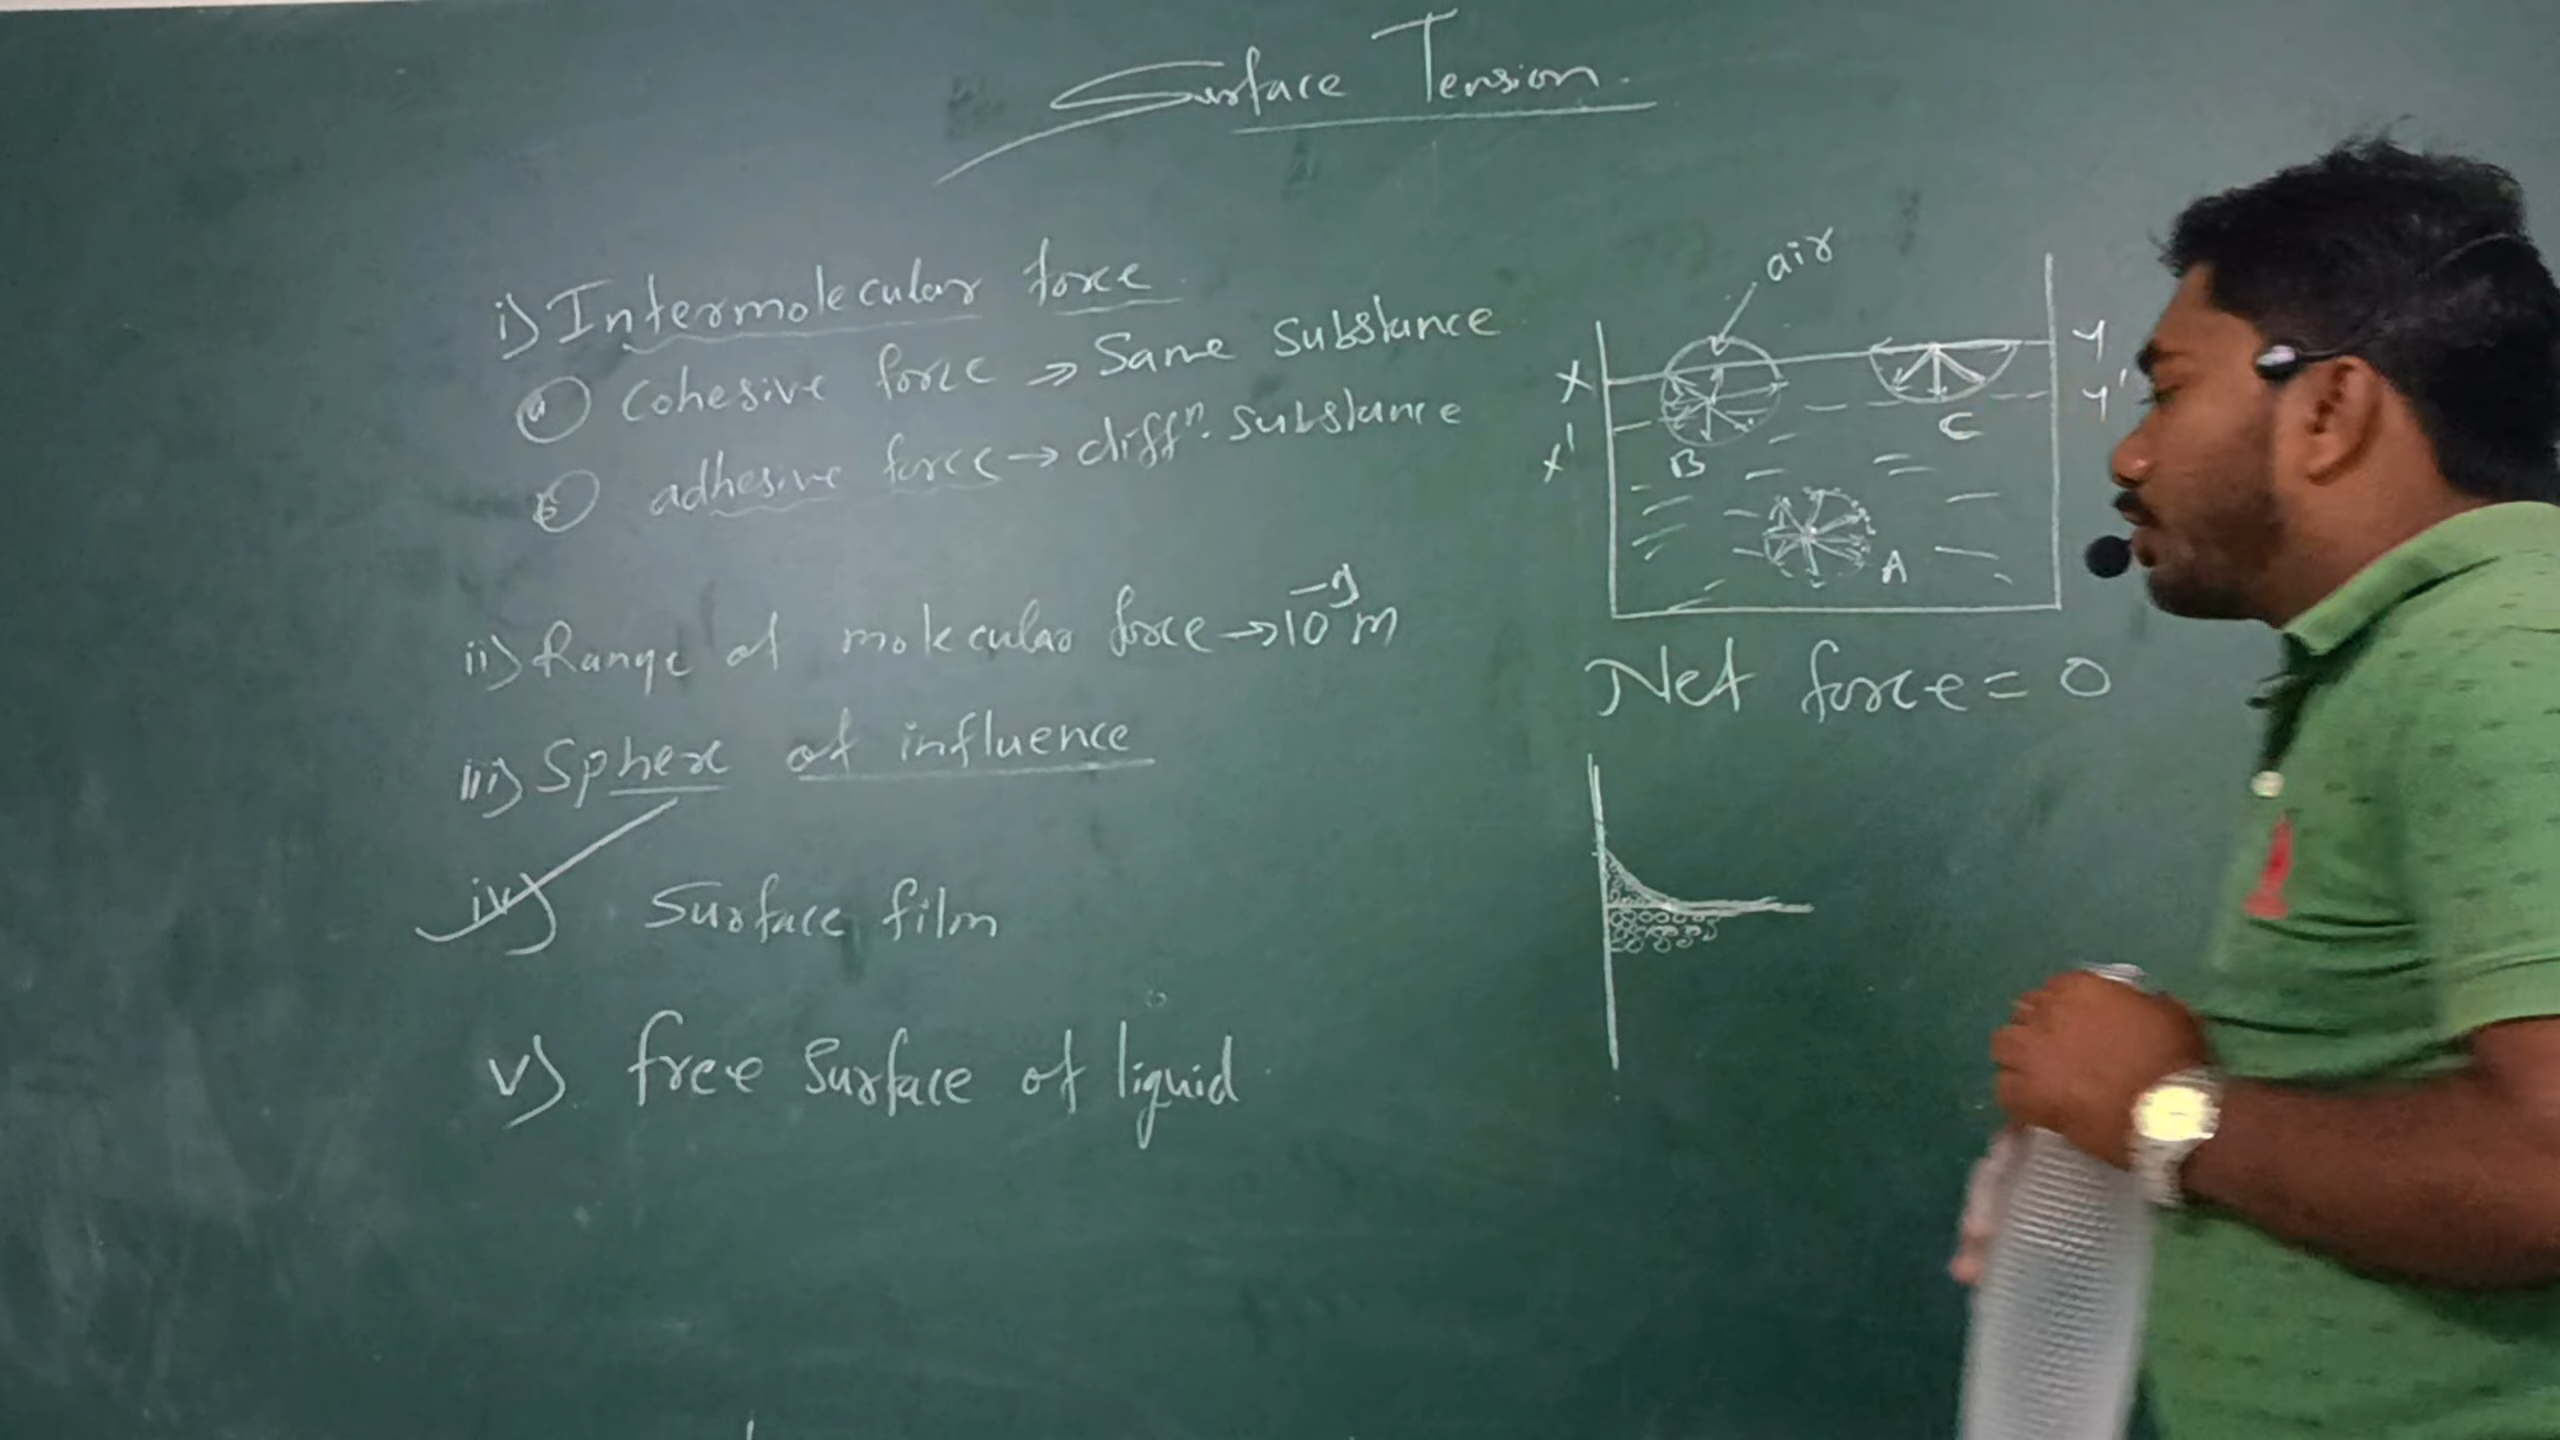 Surface Tension.
i) Intermolecular force
a) Cohesive force → Same Substance
b) adhesive force → diffⁿ. Substance
ii) Range of molecular force → 10⁻⁹ m
iii) Sphere of influence
iv) Surface film
v) free surface of liquid
air
X
Y
X'
Y'
B
C
A
Net force = 0